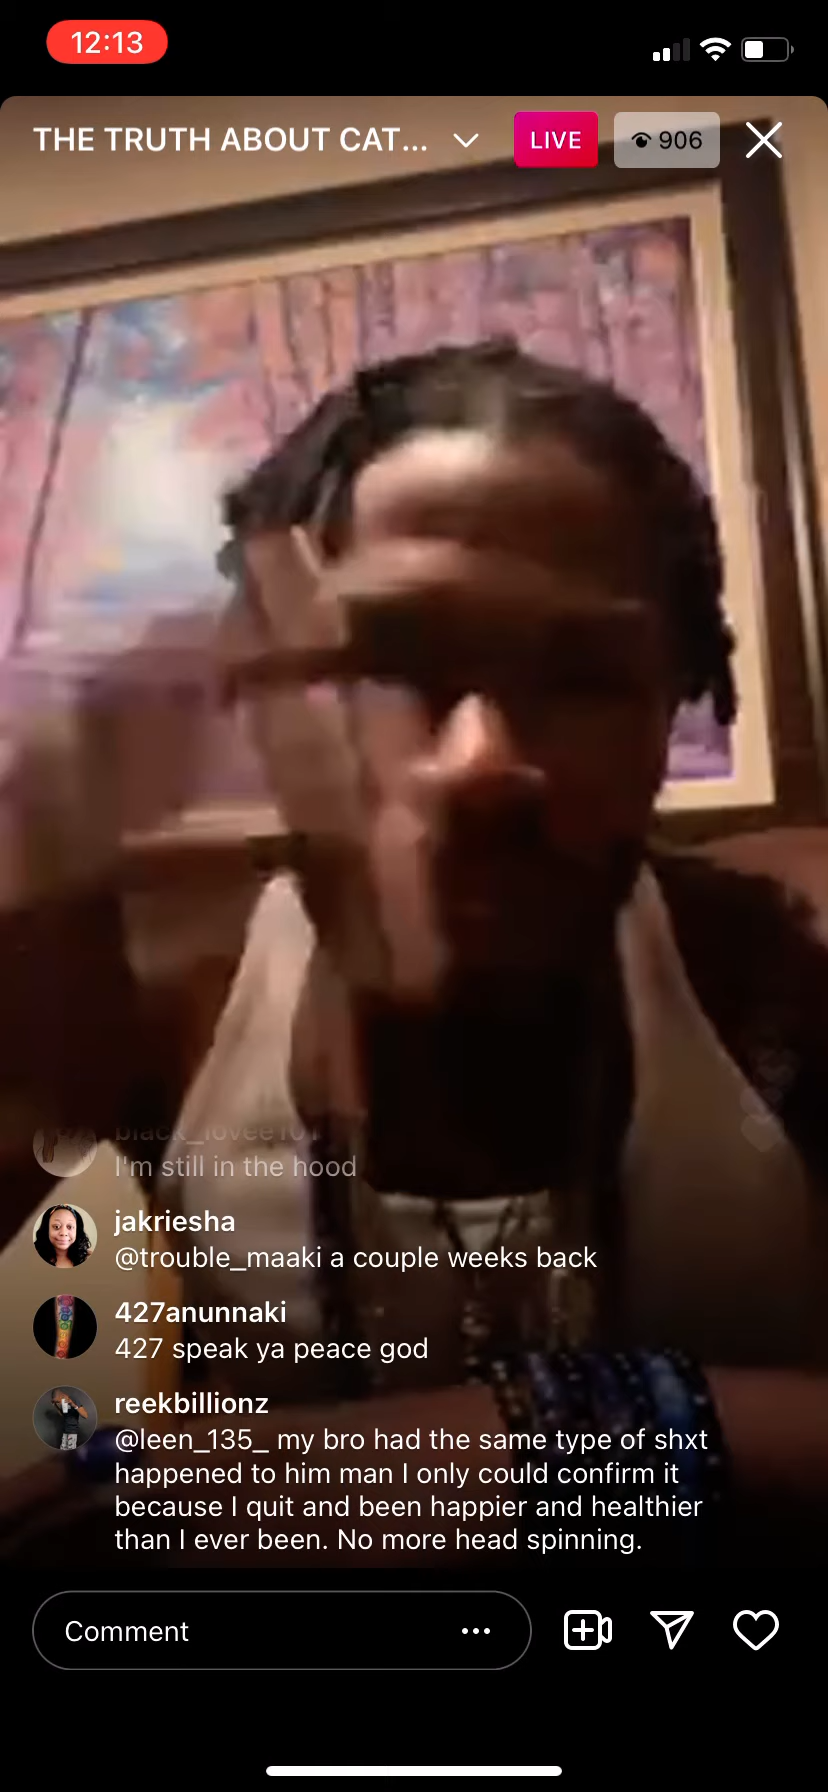 12:13
THE TRUTH ABOUT CAT...
LIVE
906
black_lovee101
I'm still in the hood
jakriesha
@trouble_maaki a couple weeks back
427anunnaki
427 speak ya peace god
reekbillionz
@leen_135_ my bro had the same type of shxt
happened to him man I only could confirm it
because I quit and been happier and healthier
than I ever been. No more head spinning.
Comment